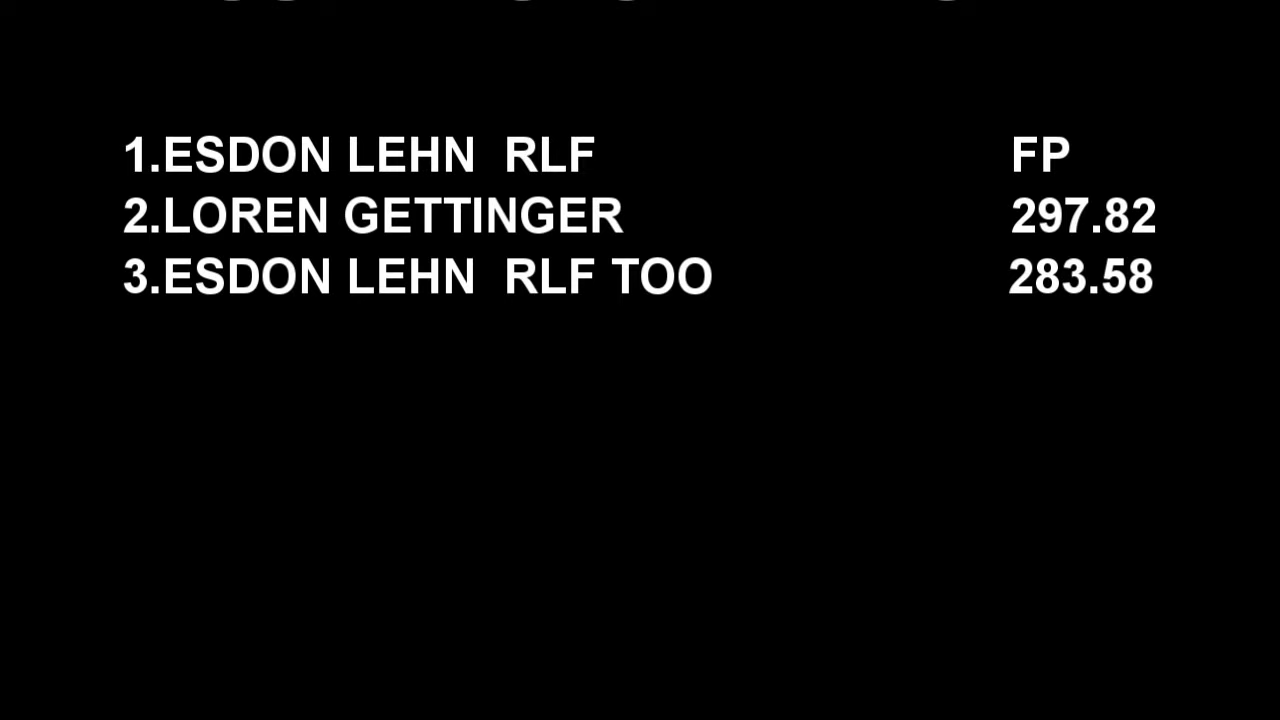 1.ESDON LEHN  RLF FP
2.LOREN GETTINGER 297.82
3.ESDON LEHN  RLF TOO 283.58